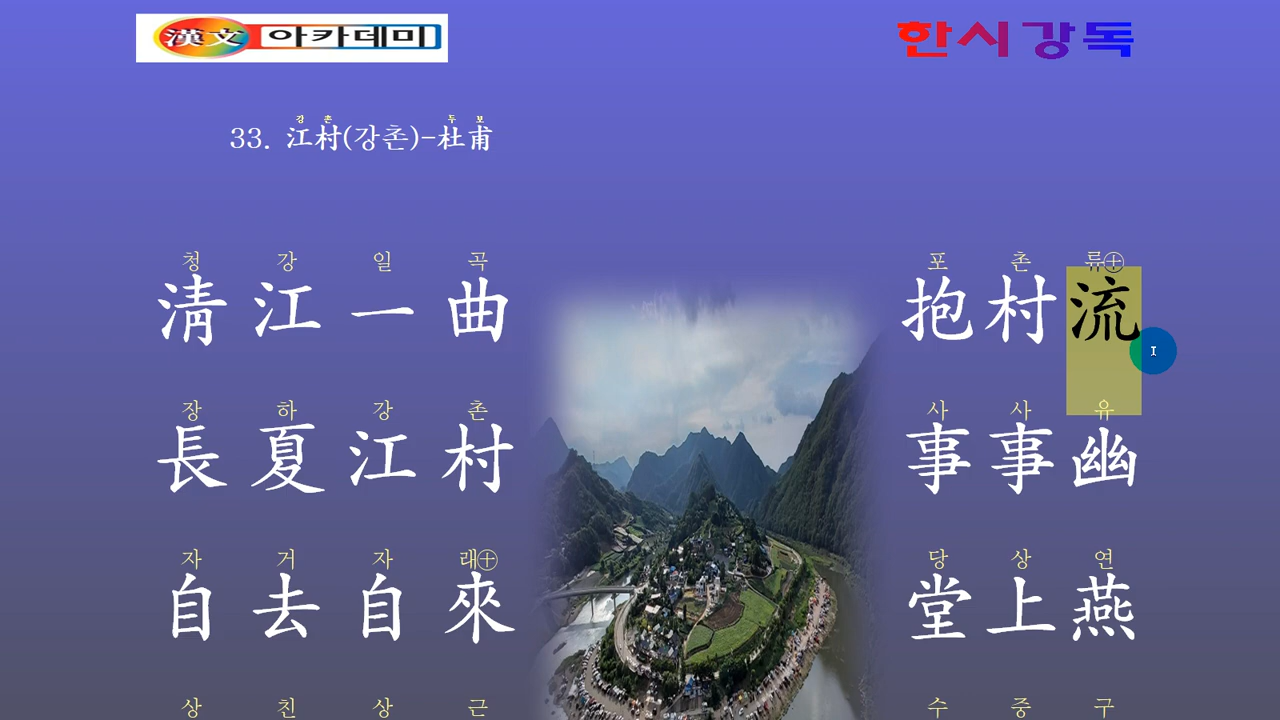 漢文 아카데미
한시강독
강촌 두보
33. 江村(강촌)-杜甫
청 강 일 곡 포 촌 류㊉
淸江一曲 抱村流
장 하 강 촌 사 사 유
長夏江村 事事幽
자 거 자 래㊉ 당 상 연
自去自來 堂上燕
상 친 상 근 수 중 구